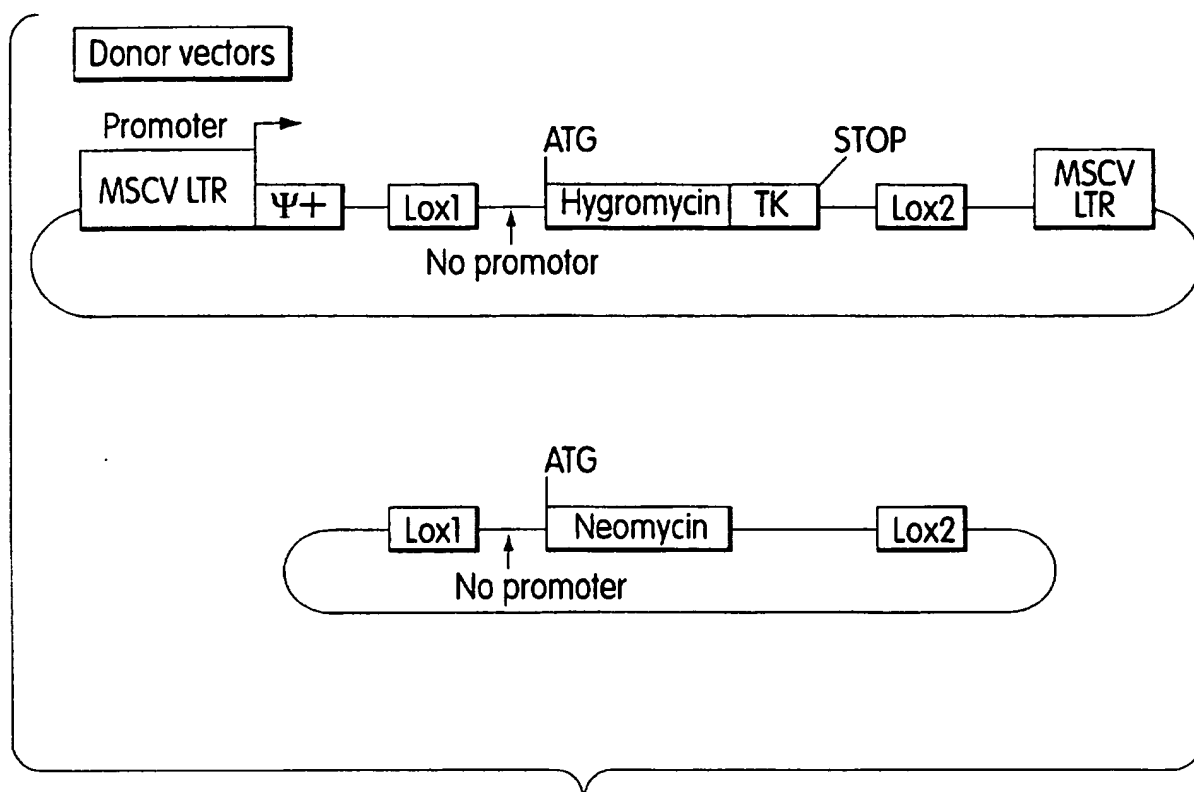 Donor vectors
Promoter
ATG
STOP
MSCV LTR
Ψ+
Lox1
Hygromycin
TK
Lox2
MSCV
LTR
No promotor
ATG
Lox1
Neomycin
Lox2
No promoter